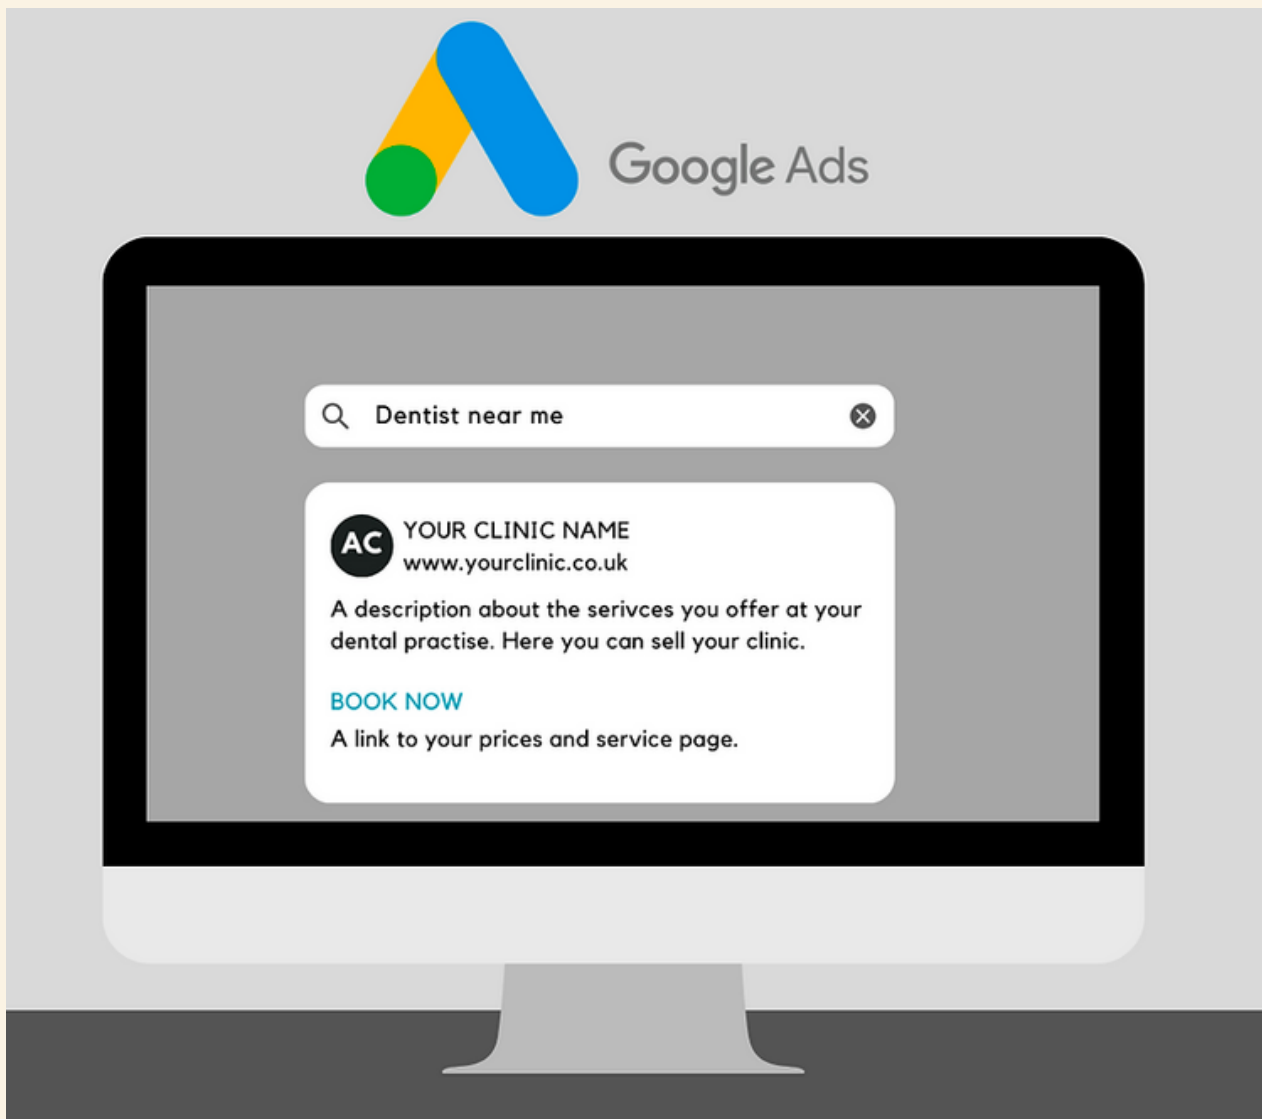 Google Ads
Dentist near me
AC
YOUR CLINIC NAME
www.yourclinic.co.uk
A description about the serivces you offer at your
dental practise. Here you can sell your clinic.
BOOK NOW
A link to your prices and service page.